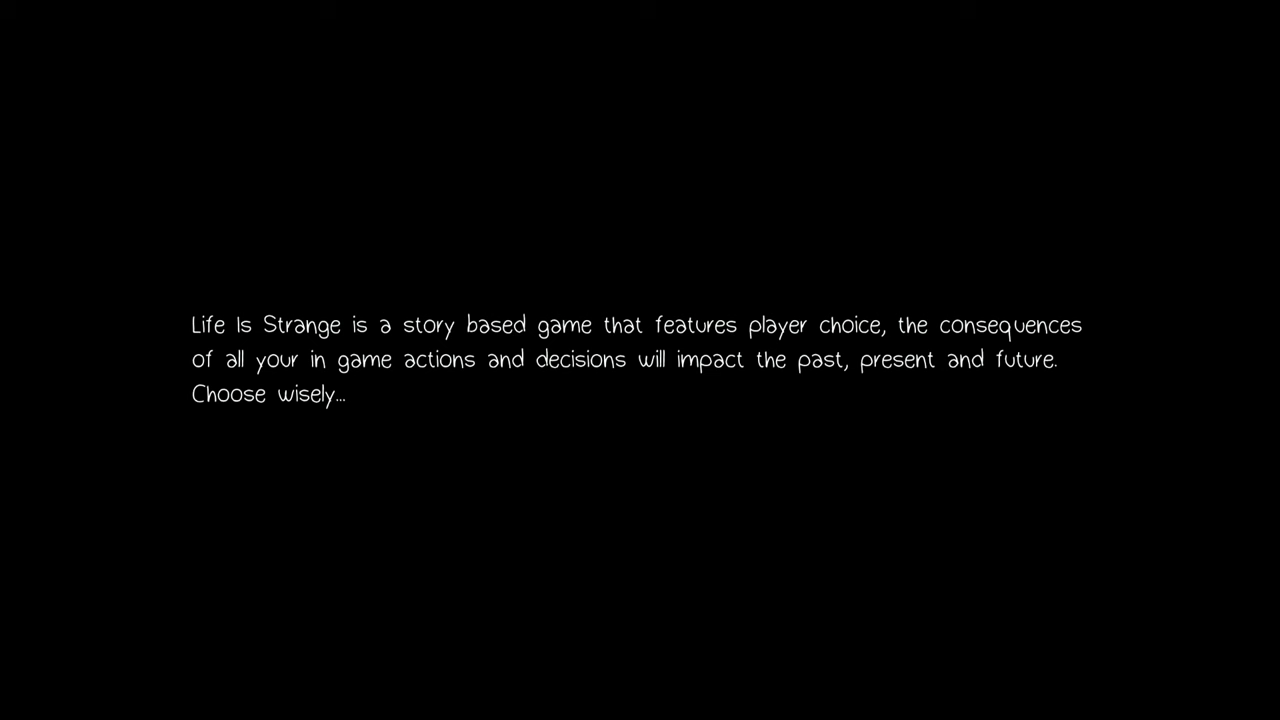 Life Is Strange is a story based game that features player choice, the consequences
of all your in game actions and decisions will impact the past, present and future.
Choose wisely...